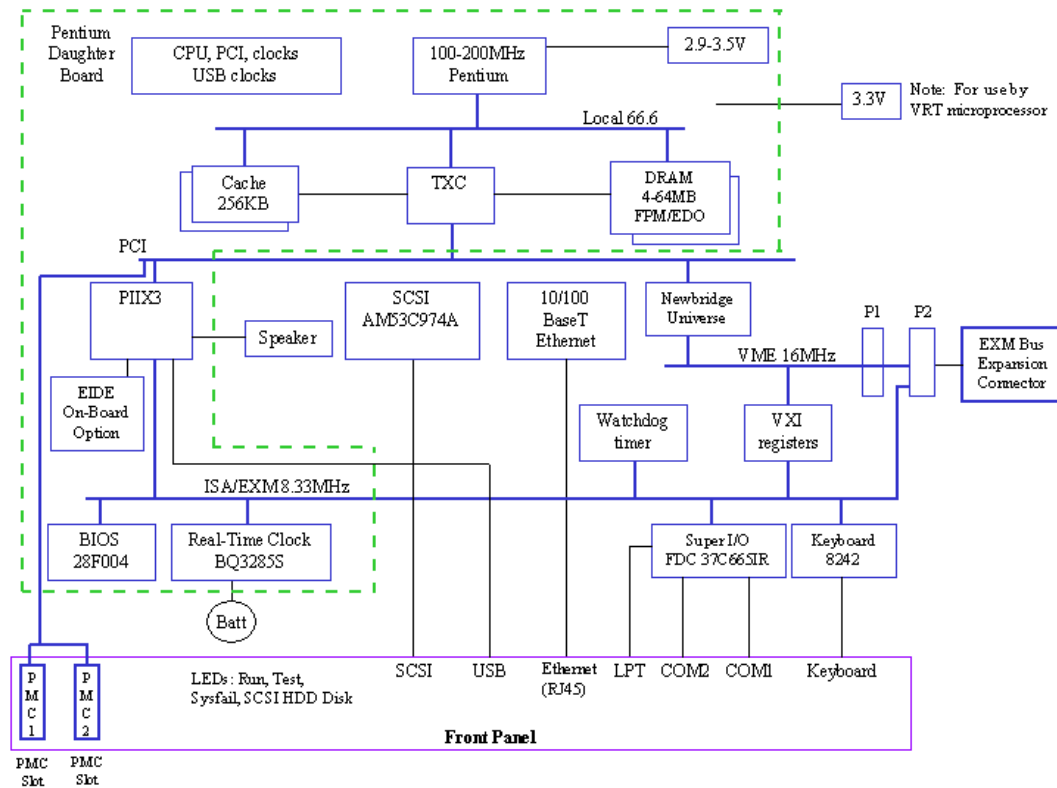 Pentium
Daughter
Board
CPU, PCI, clocks
USB clocks
100-200MHz
Pentium
2.9-3.5V
3.3V
Note: For use by
VRT microprocessor
Local 66.6
Cache
256KB
TXC
DRAM
4-64MB
FPM/EDO
PCI
PIIX3
Speaker
SCSI
AM53C974A
10/100
BaseT
Ethernet
Newbridge
Universe
P1
P2
EXM Bus
Expansion
Connector
VME 16MHz
EIDE
On-Board
Option
Watchdog
timer
VXI
registers
ISA/EXM 8.33MHz
BIOS
28F004
Real-Time Clock
BQ3285S
Super I/O
FDC 37C665IR
Keyboard
8242
Batt
SCSI
USB
Ethernet
(RJ45)
LPT
COM2
COM1
Keyboard
LEDs: Run, Test,
Sysfail, SCSI HDD Disk
PMC1
PMC2
Front Panel
PMC
Slot
PMC
Slot